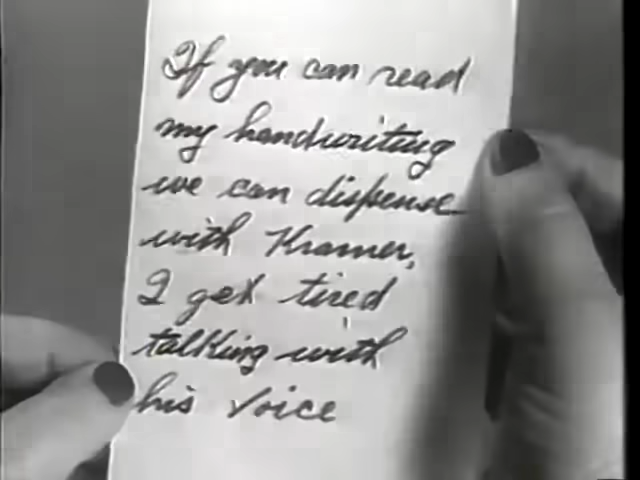 If you can read
my handwriting
we can dispense
with Kramer,
I get tired
talking with
his voice